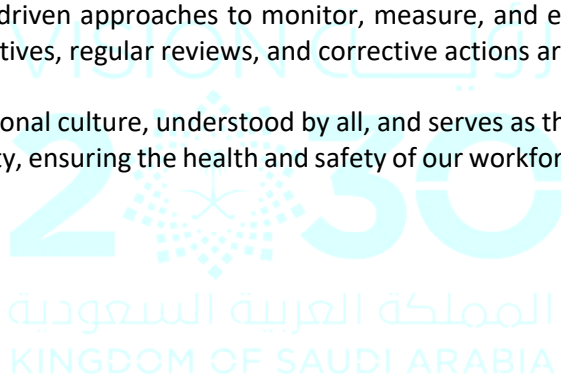 driven approaches to monitor, measure, and e
tives, regular reviews, and corrective actions ar
VISION رؤية
onal culture, understood by all, and serves as th
ty, ensuring the health and safety of our workfor
2030
المملكة العربية السعودية
KINGDOM OF SAUDI ARABIA